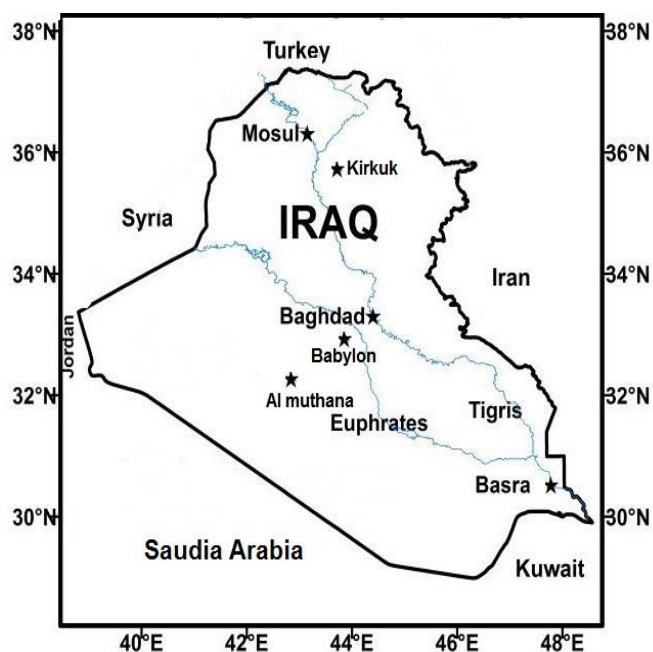 38°N
38°N
Turkey
Mosul
36°N
36°N
Kirkuk
Syria
IRAQ
34°N
34°N
Iran
Baghdad
Jordan
Babylon
32°N
32°N
Al muthana
Euphrates
Tigris
Basra
30°N
30°N
Saudia Arabia
Kuwait
40°E
42°E
44°E
46°E
48°E